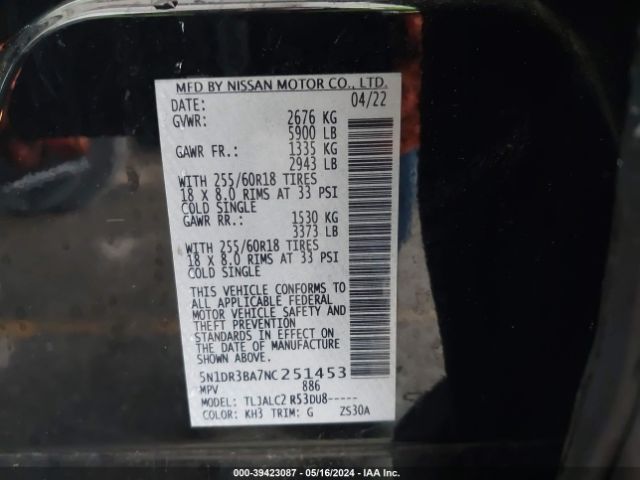 MFD BY NISSAN MOTOR CO., LTD.
DATE: 04/22
GVWR: 2676 KG
5900 LB
GAWR FR.: 1335 KG
2943 LB
WITH 255/60R18 TIRES
18 X 8.0 RIMS AT 33 PSI
COLD SINGLE
GAWR RR.: 1530 KG
3373 LB
WITH 255/60R18 TIRES
18 X 8.0 RIMS AT 33 PSI
COLD SINGLE
THIS VEHICLE CONFORMS TO
ALL APPLICABLE FEDERAL
MOTOR VEHICLE SAFETY AND
THEFT PREVENTION
STANDARDS IN EFFECT ON
THE DATE OF MANUFACTURE
SHOWN ABOVE.
5N1DR3BA7NC251453
MPV 886
MODEL: TLJALC2 R53DU8-----
COLOR: KH3 TRIM: G ZS30A
000-39423087 - 05/16/2024 - IAA Inc.